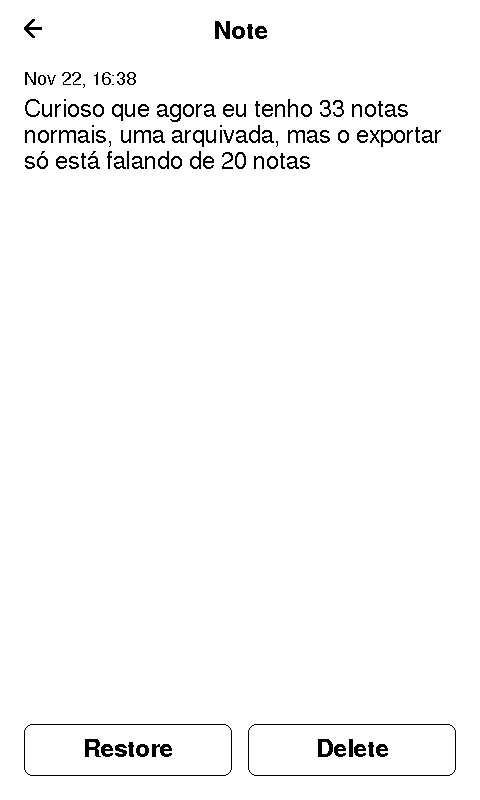 Note
Nov 22, 16:38
Curioso que agora eu tenho 33 notas
normais, uma arquivada, mas o exportar
só está falando de 20 notas
Restore
Delete